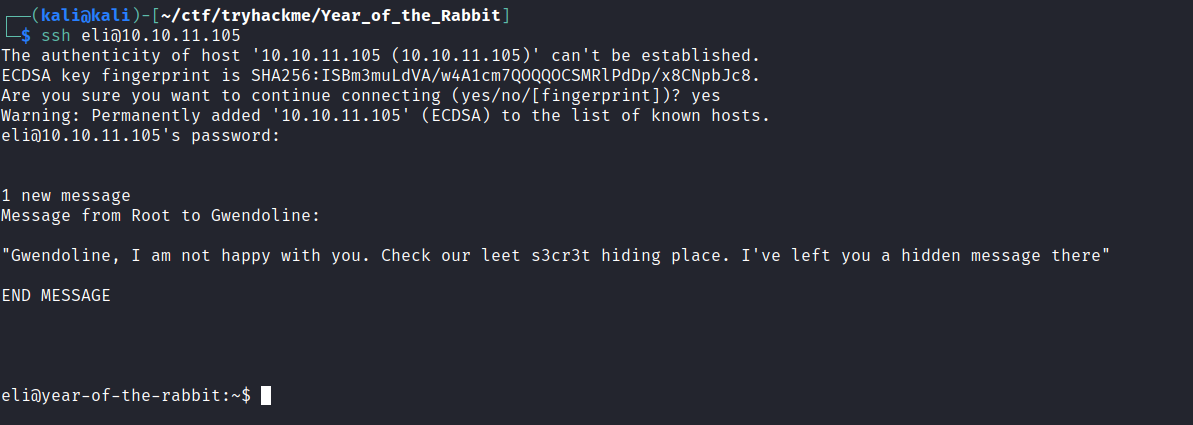 ┌──(kali㉿kali)-[~/ctf/tryhackme/Year_of_the_Rabbit]
└─$ ssh eli@10.10.11.105
The authenticity of host '10.10.11.105 (10.10.11.105)' can't be established.
ECDSA key fingerprint is SHA256:ISBm3muLdVA/w4A1cm7QOQQOCSMRlPdDp/x8CNpbJc8.
Are you sure you want to continue connecting (yes/no/[fingerprint])? yes
Warning: Permanently added '10.10.11.105' (ECDSA) to the list of known hosts.
eli@10.10.11.105's password:
1 new message
Message from Root to Gwendoline:
"Gwendoline, I am not happy with you. Check our leet s3cr3t hiding place. I've left you a hidden message there"
END MESSAGE
eli@year-of-the-rabbit:~$